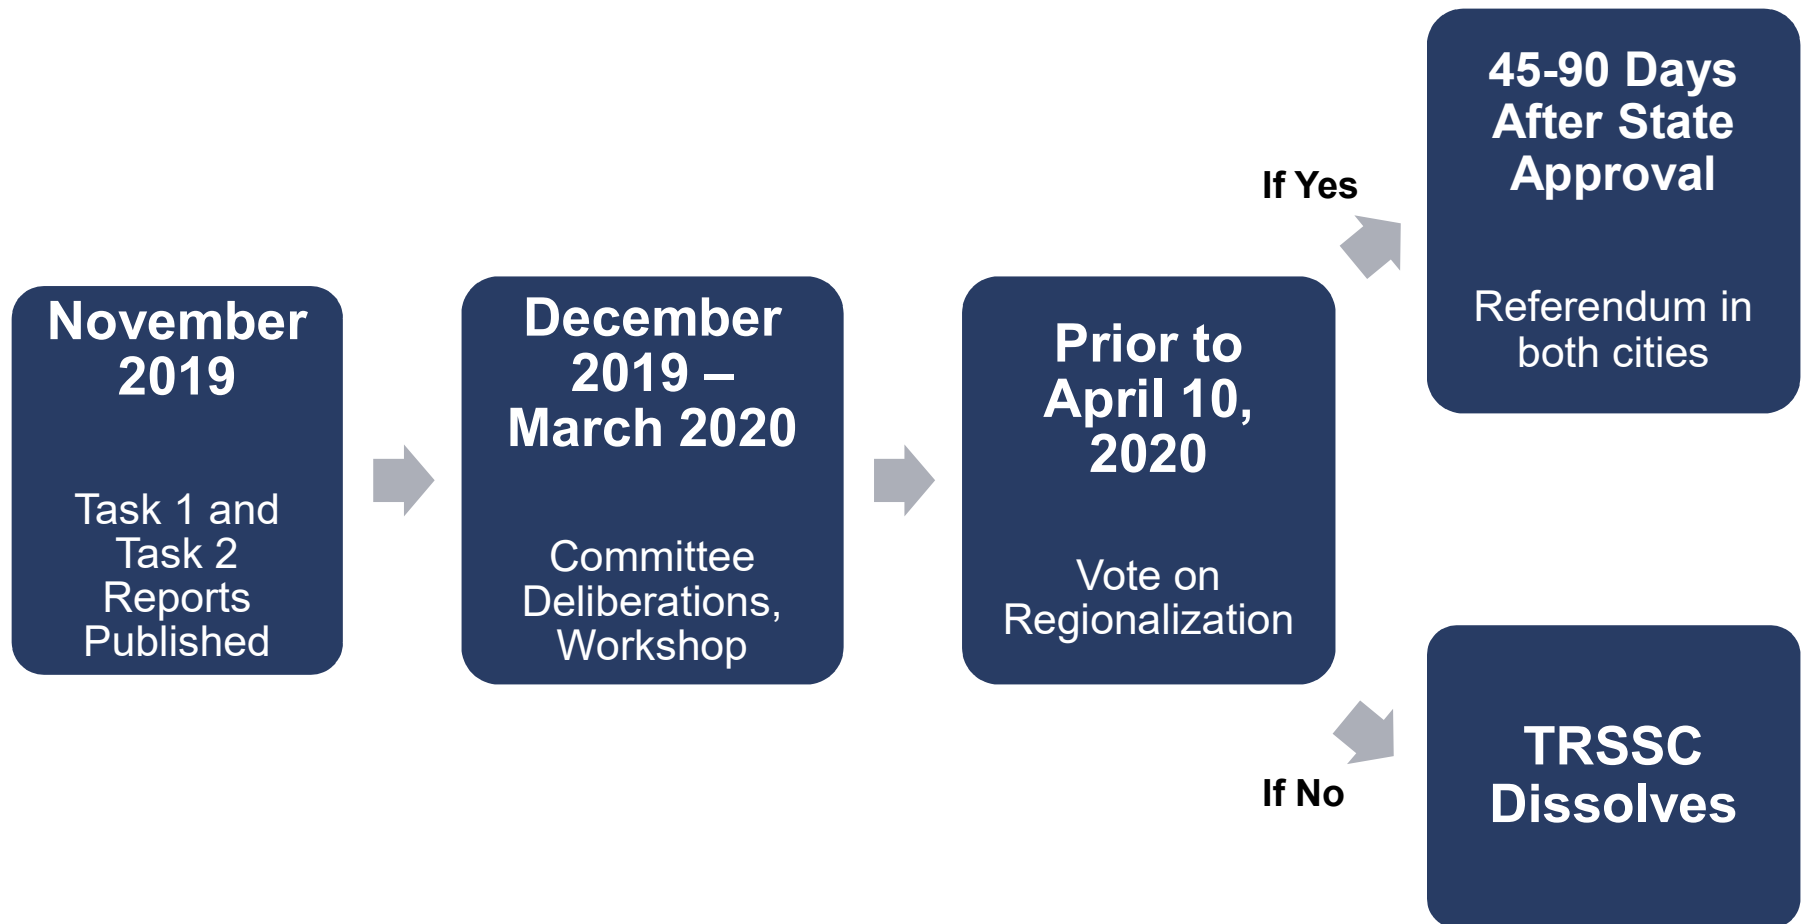 November
2019
Task 1 and
Task 2
Reports
Published
December
2019 –
March 2020
Committee
Deliberations,
Workshop
Prior to
April 10,
2020
Vote on
Regionalization
If Yes
45-90 Days
After State
Approval
Referendum in
both cities
If No
TRSSC
Dissolves